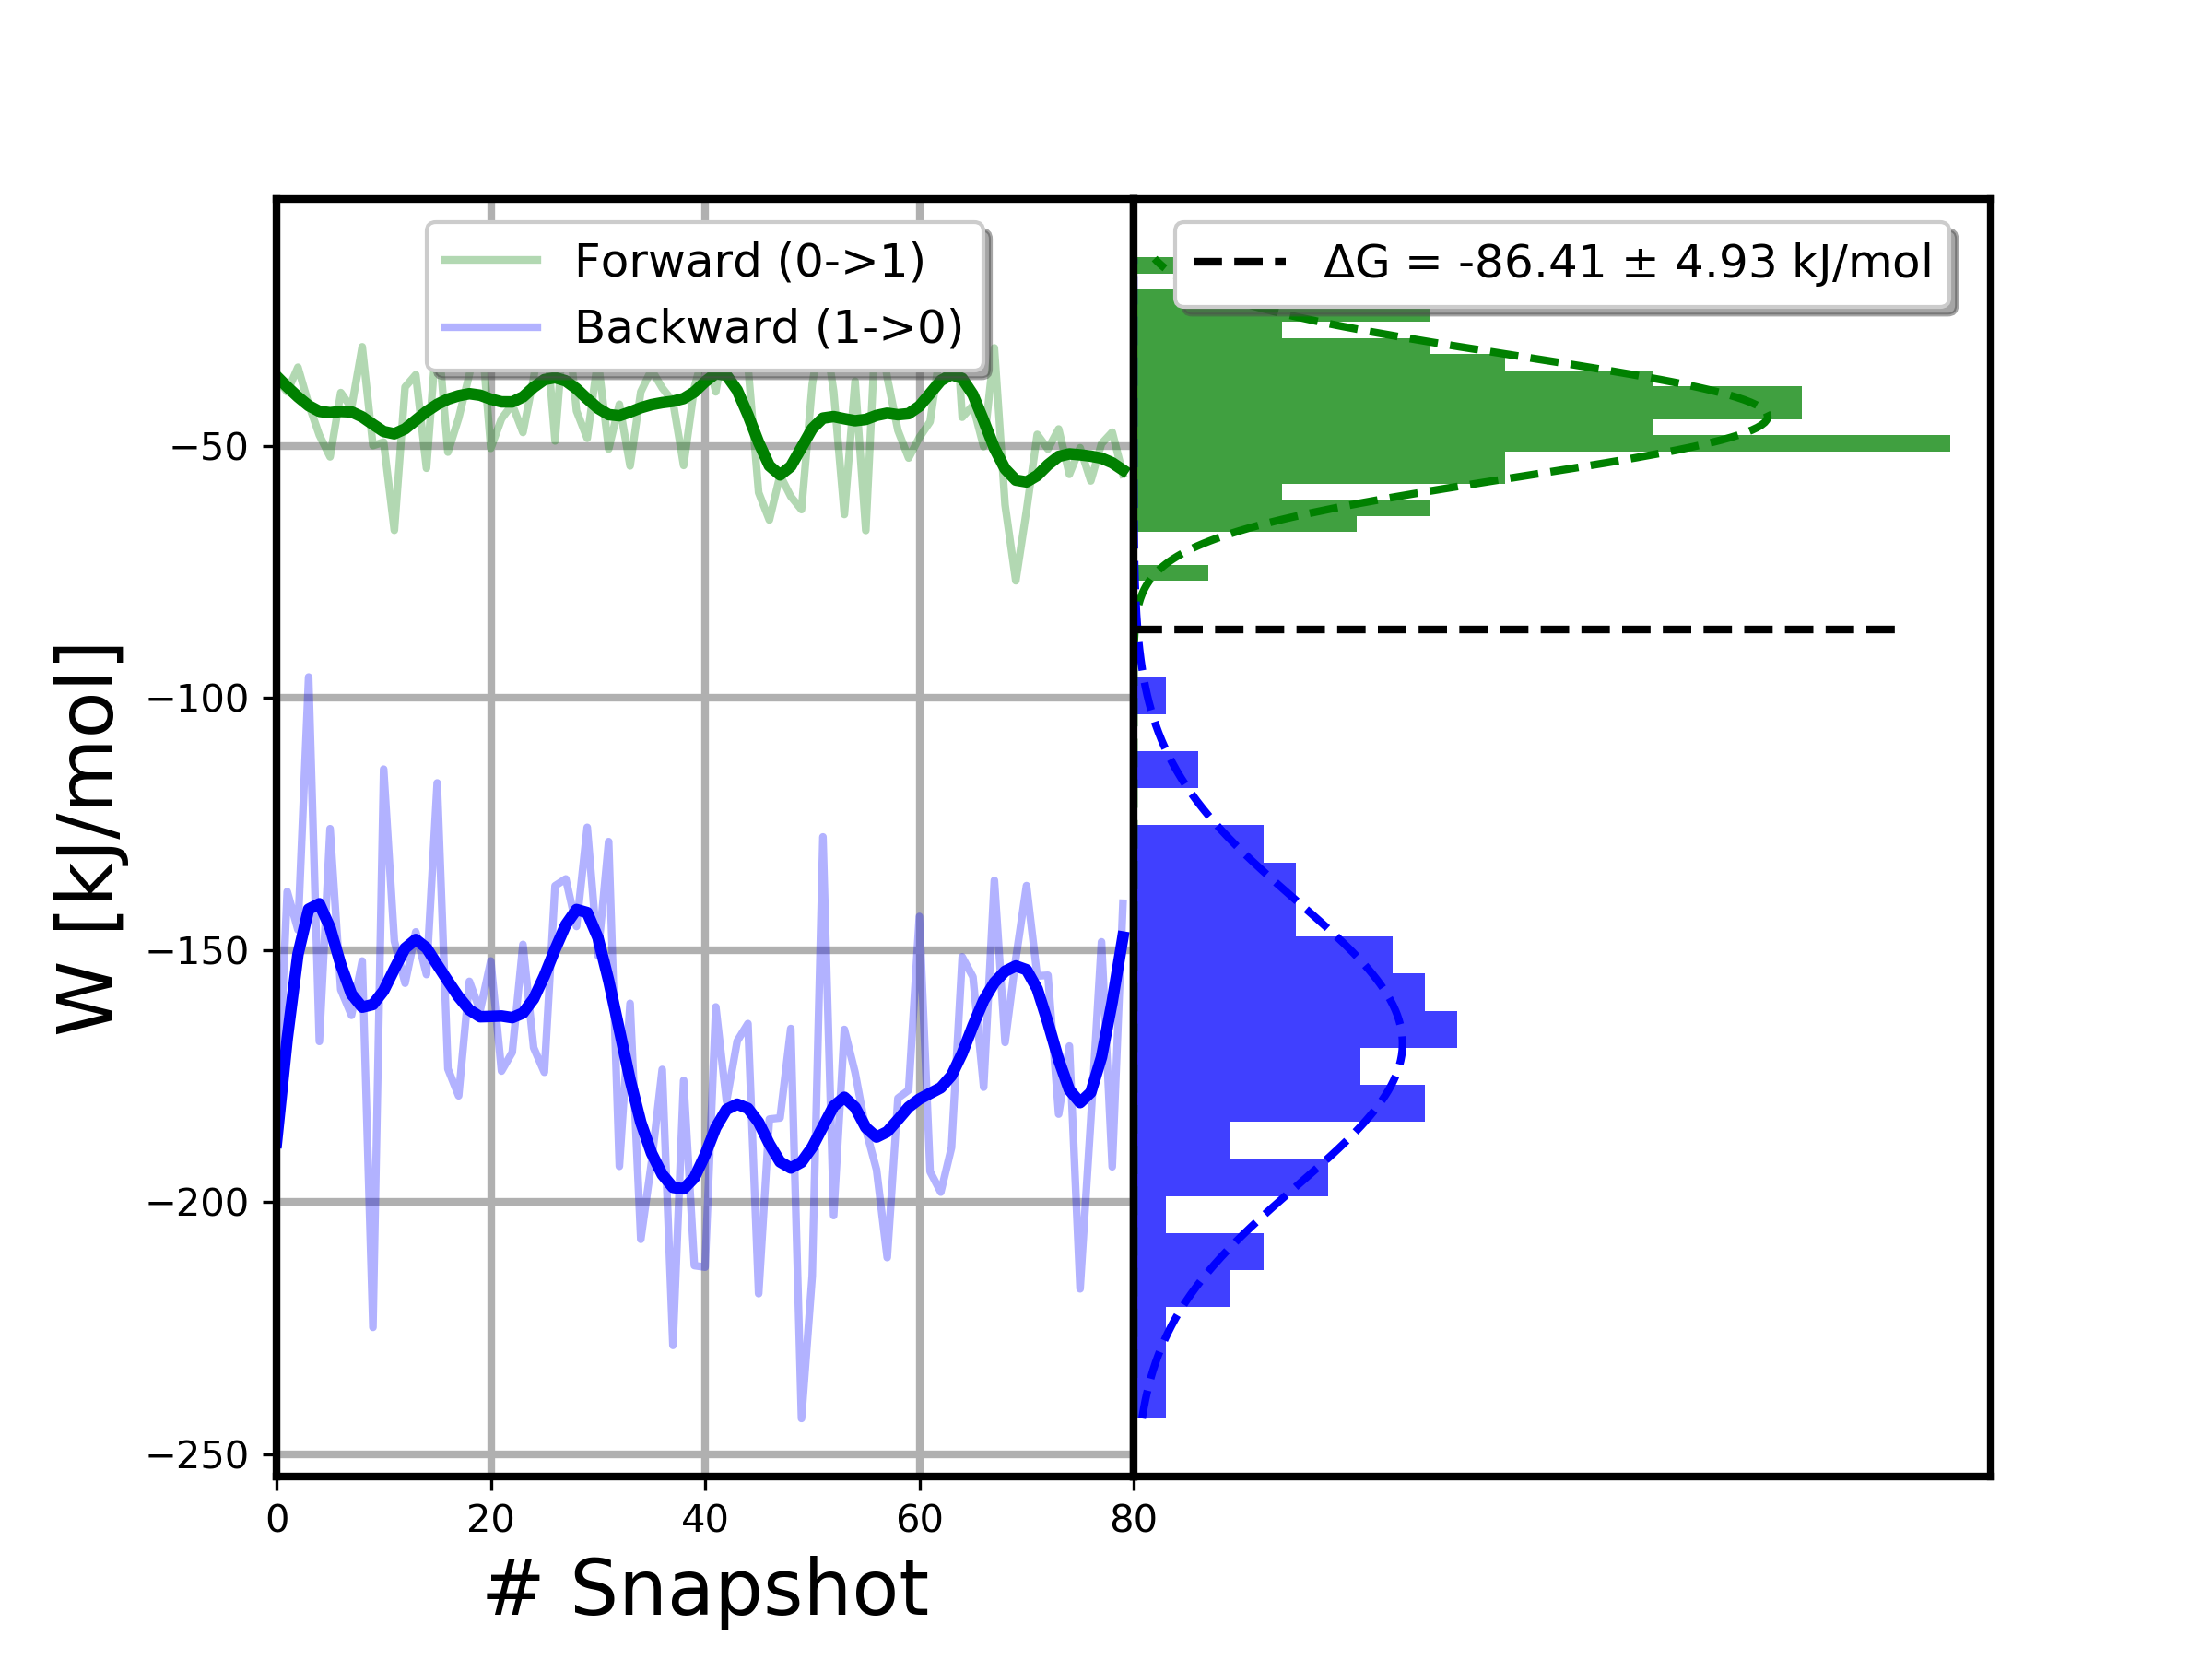 Forward (0->1)
Backward (1->0)
ΔG = -86.41 ± 4.93 kJ/mol
W [kJ/mol]
−50
−100
−150
−200
−250
0 20 40 60 80
# Snapshot